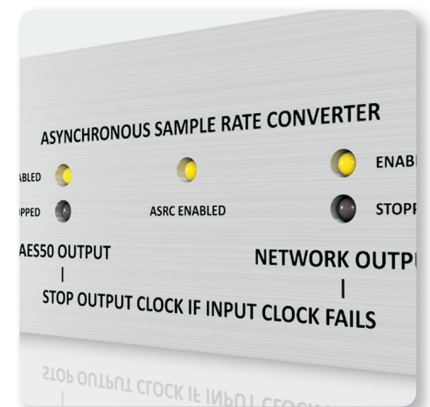 ASYNCHRONOUS SAMPLE RATE CONVERTER
ABLED ENABL
OPPED ASRC ENABLED STOPP
AES50 OUTPUT NETWORK OUTPU
STOP OUTPUT CLOCK IF INPUT CLOCK FAILS